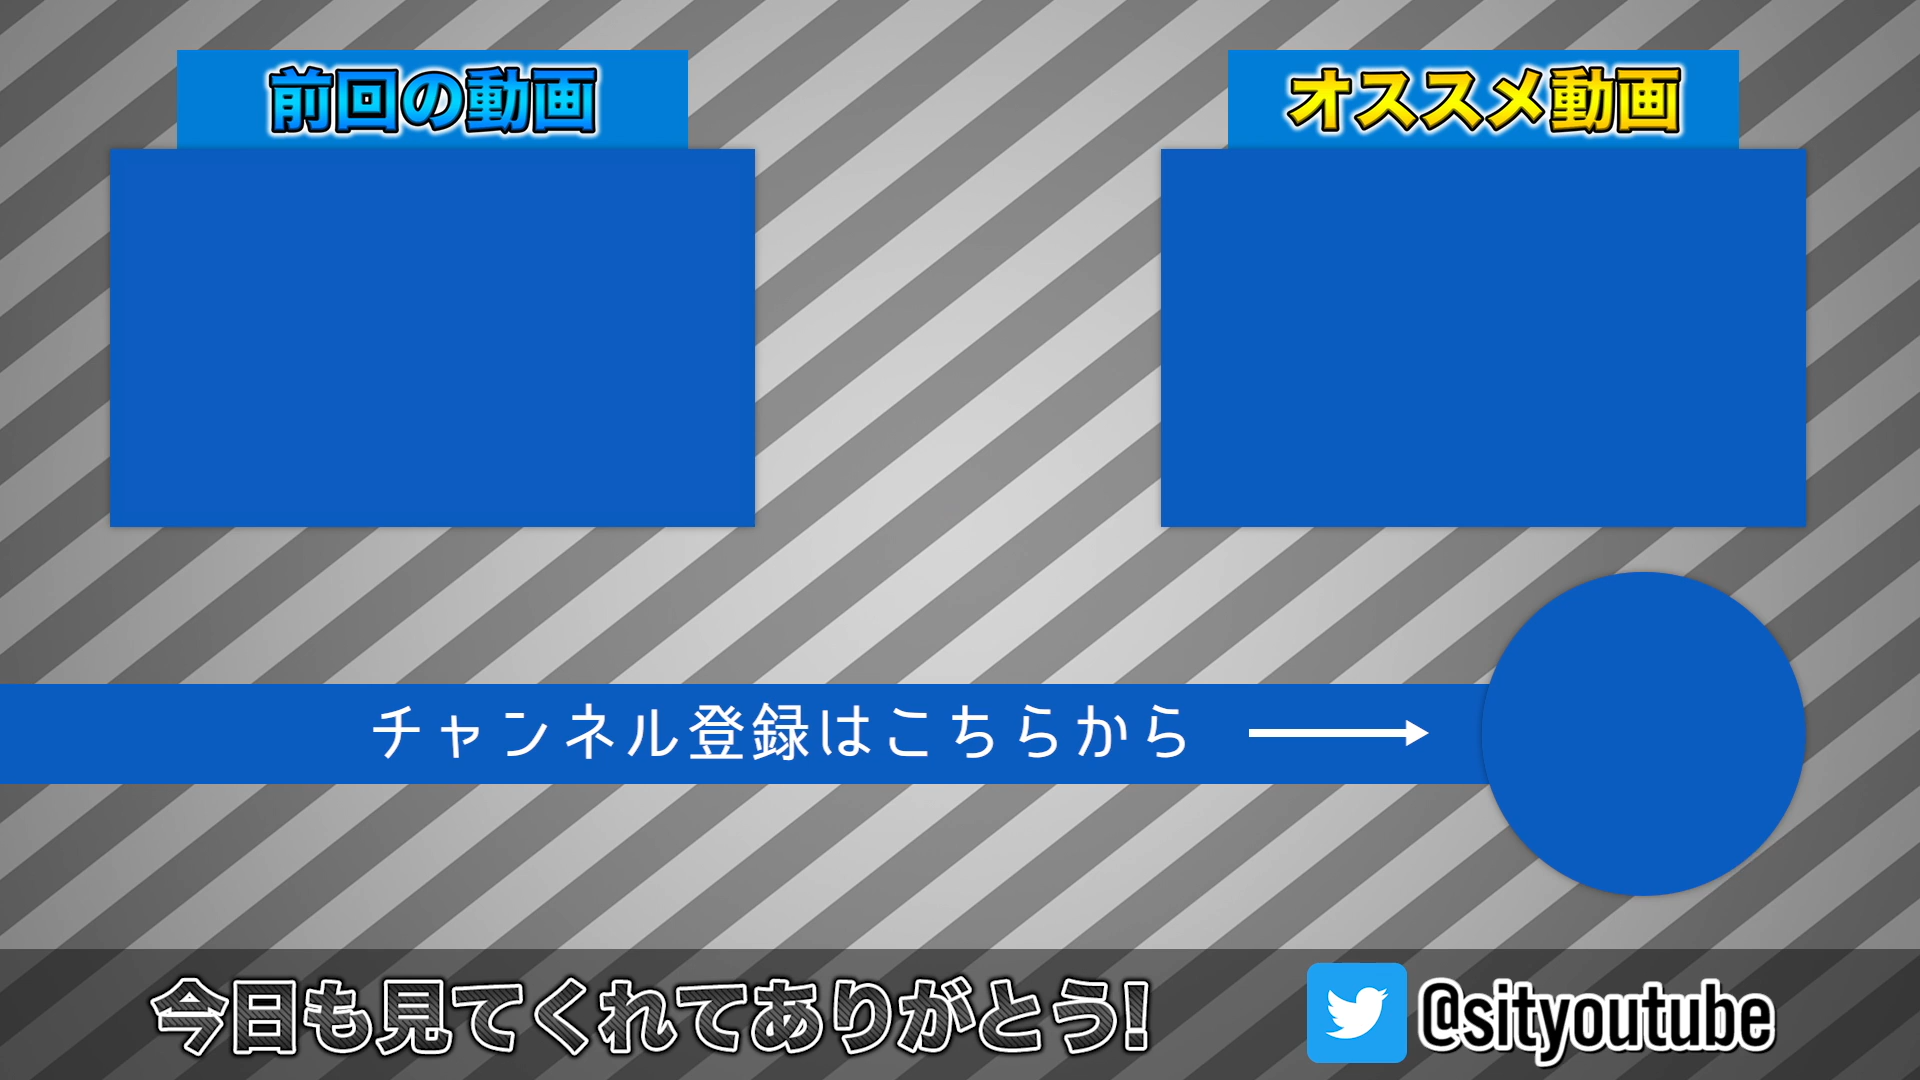 前回の動画
オススメ動画
チャンネル登録はこちらから
今日も見てくれてありがとう!
@sityoutube